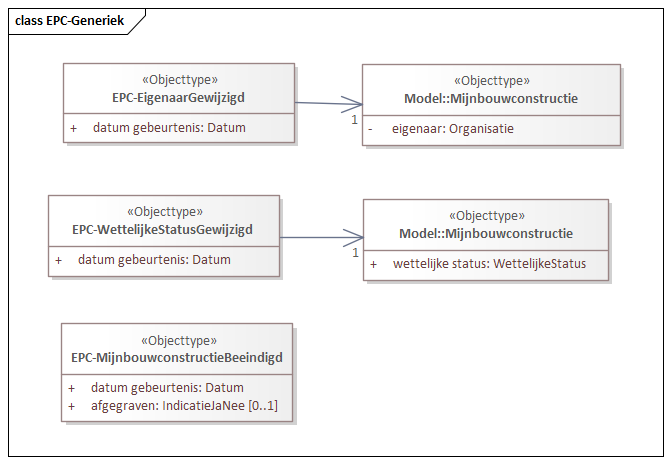 class EPC-Generiek
«Objecttype»
EPC-EigenaarGewijzigd
+ datum gebeurtenis: Datum
1
«Objecttype»
Model::Mijnbouwconstructie
- eigenaar: Organisatie
«Objecttype»
EPC-WettelijkeStatusGewijzigd
+ datum gebeurtenis: Datum
1
«Objecttype»
Model::Mijnbouwconstructie
+ wettelijke status: WettelijkeStatus
«Objecttype»
EPC-MijnbouwconstructieBeeindigd
+ datum gebeurtenis: Datum
+ afgegraven: IndicatieJaNee [0..1]